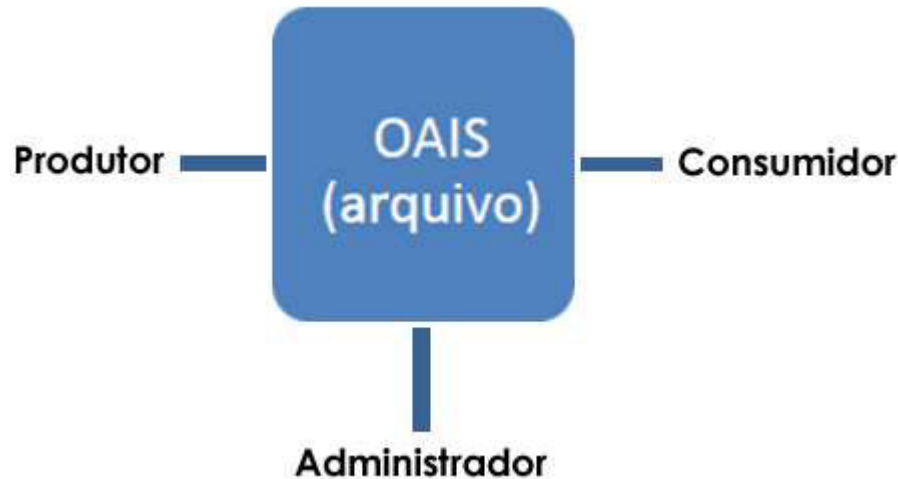 OAIS
(arquivo)
Produtor
Consumidor
Administrador